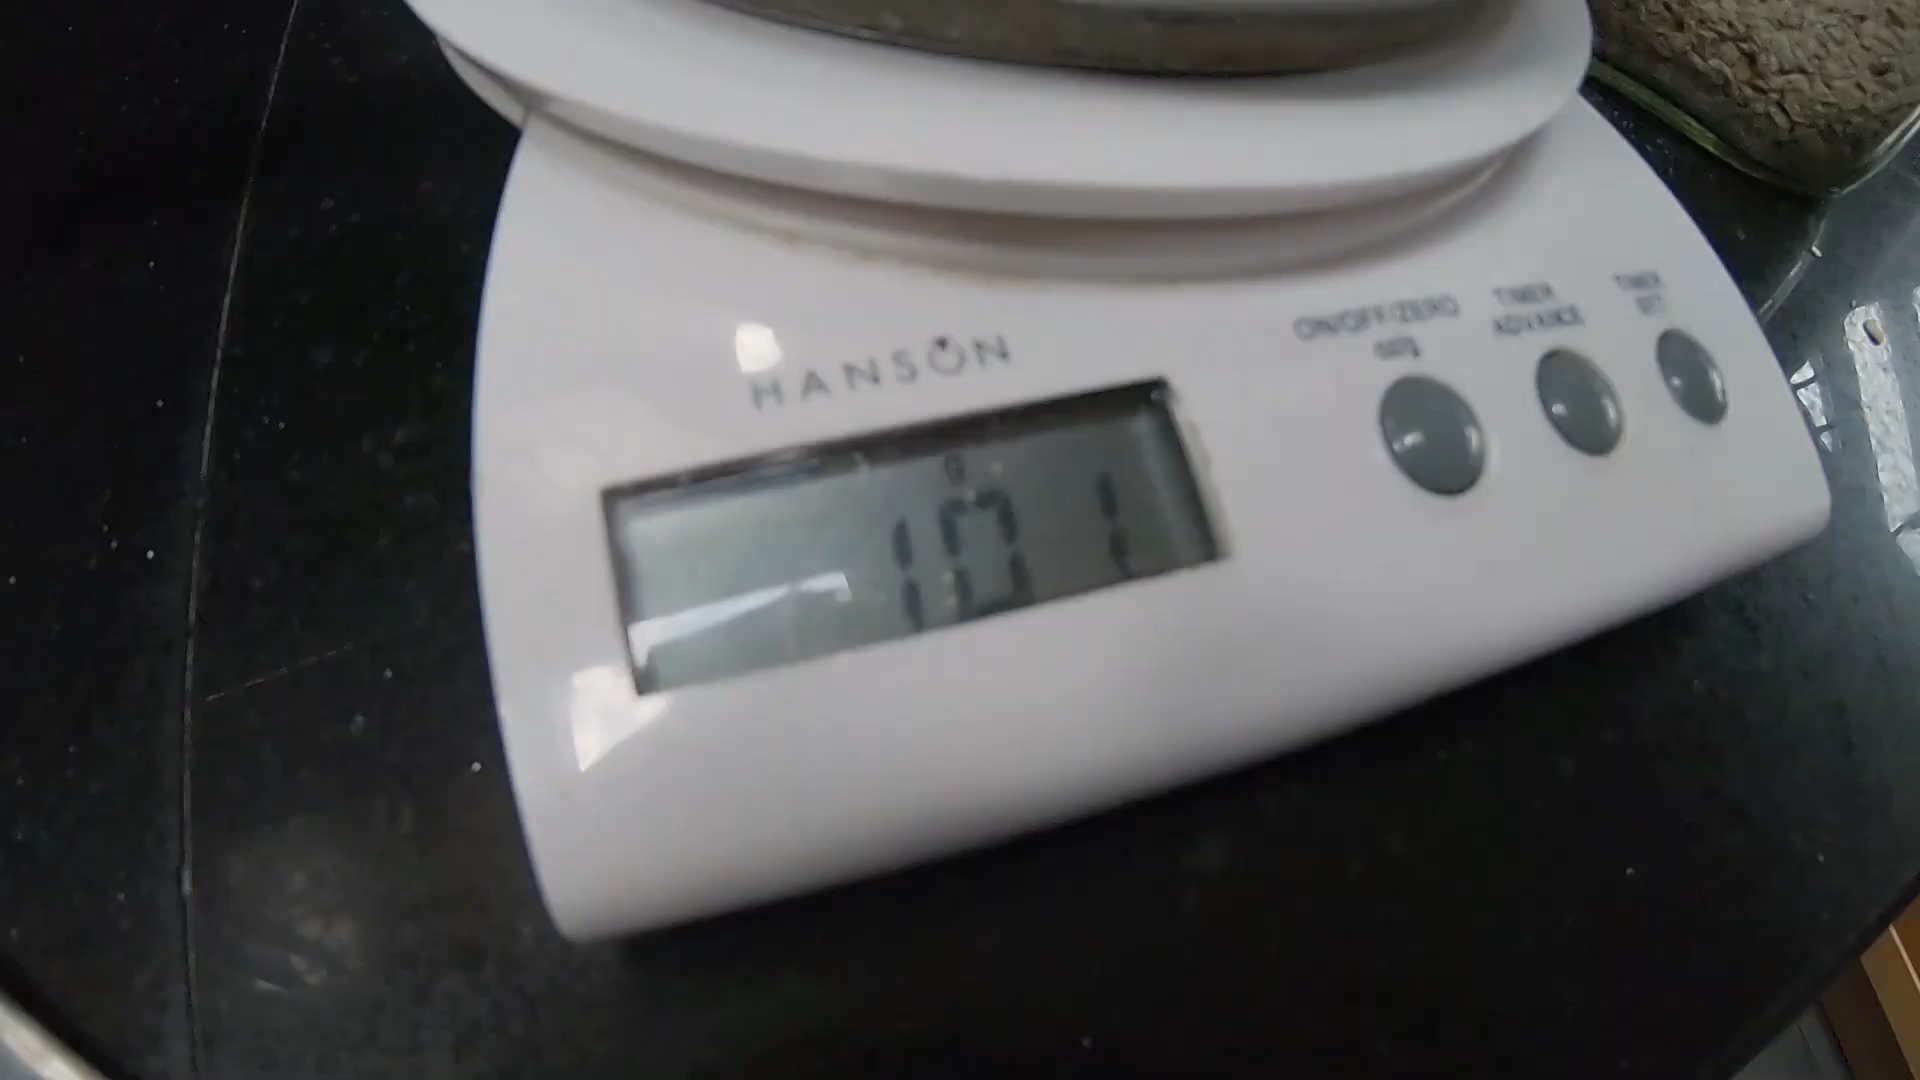 HANSON
ON/OFF/ZERO
TIMER
ADVANCE
TIMER
G
101